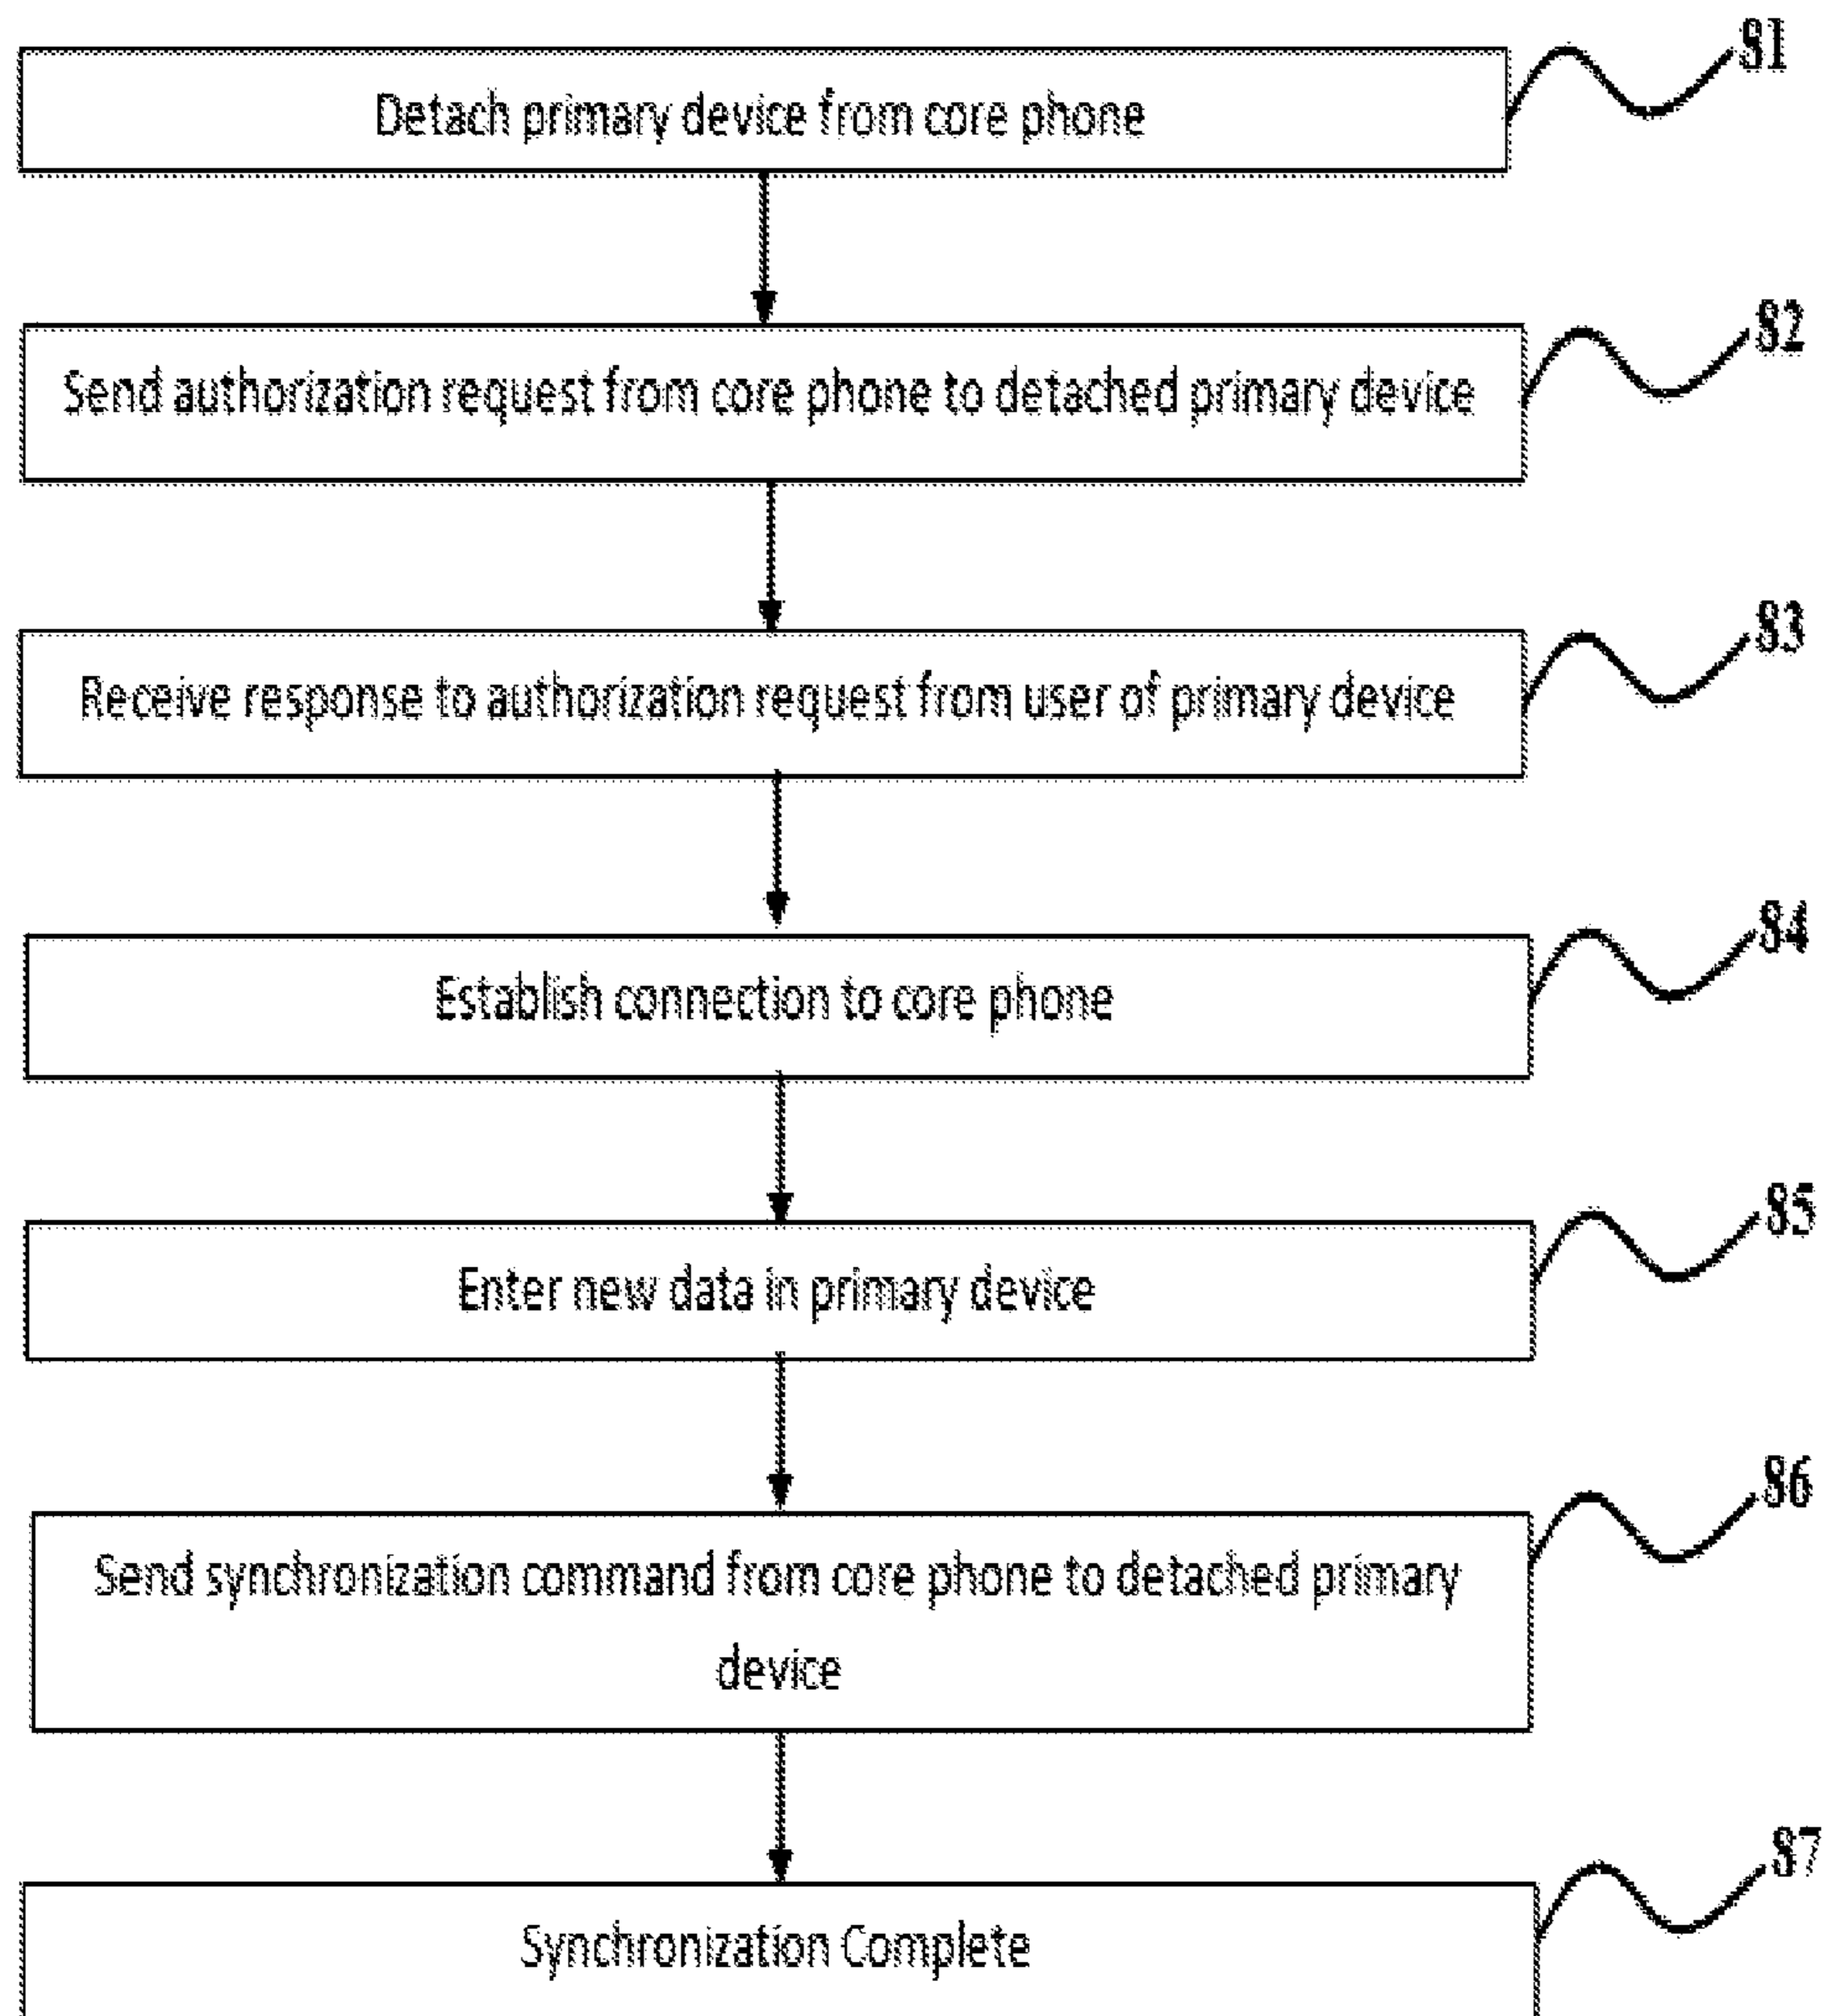 Detach primary device from core phone
81
Send authorization request from core phone to detached primary device
82
Receive response to authorization request from user of primary device
83
Establish connection to core phone
84
Enter new data in primary device
85
Send synchronization command from core phone to detached primary
device
86
Synchronization Complete
87